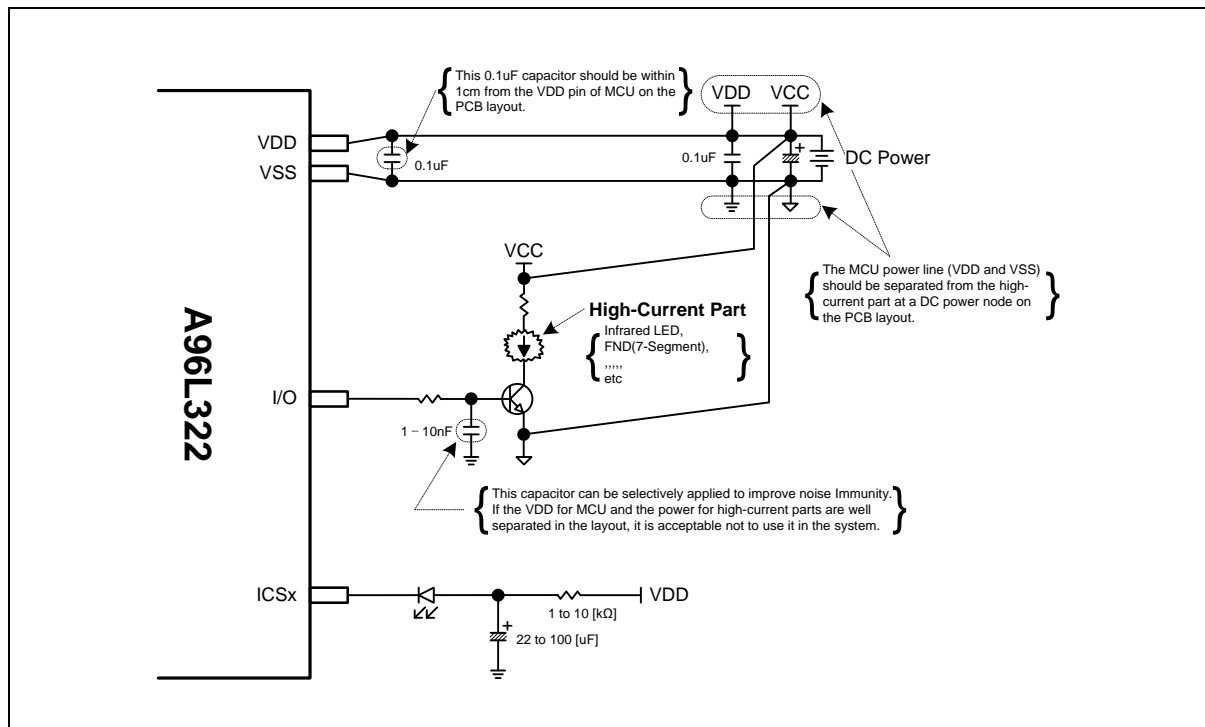 This 0.1uF capacitor should be within
1cm from the VDD pin of MCU on the
PCB layout.
VDD VCC
VDD
VSS
0.1uF
0.1uF
+
DC Power
VCC
The MCU power line (VDD and VSS)
should be separated from the high-
current part at a DC power node on
the PCB layout.
High-Current Part
Infrared LED,
FND(7-Segment),
,,,,,
etc
A96L322
I/O
1 – 10nF
This capacitor can be selectively applied to improve noise Immunity.
If the VDD for MCU and the power for high-current parts are well
separated in the layout, it is acceptable not to use it in the system.
ICSx
VDD
1 to 10 [kΩ]
+
22 to 100 [uF]